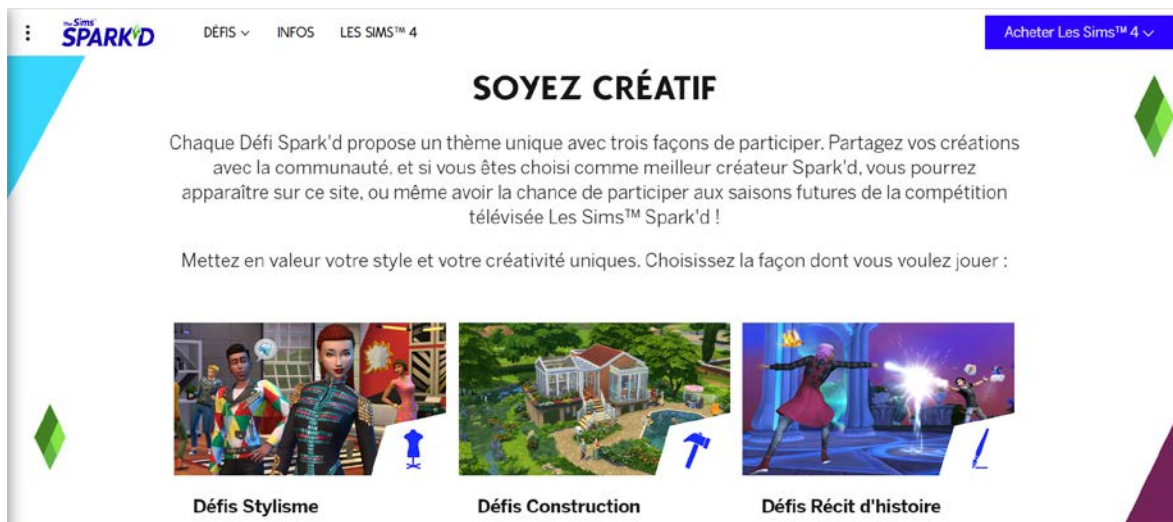 The Sims
SPARK'D
DÉFIS
INFOS
LES SIMS™ 4
Acheter Les Sims™ 4
SOYEZ CRÉATIF
Chaque Défi Spark'd propose un thème unique avec trois façons de participer. Partagez vos créations
avec la communauté, et si vous êtes choisi comme meilleur créateur Spark'd, vous pourrez
apparaître sur ce site, ou même avoir la chance de participer aux saisons futures de la compétition
télévisée Les Sims™ Spark'd !
Mettez en valeur votre style et votre créativité uniques. Choisissez la façon dont vous voulez jouer :
Défis Stylisme
Défis Construction
Défis Récit d'histoire